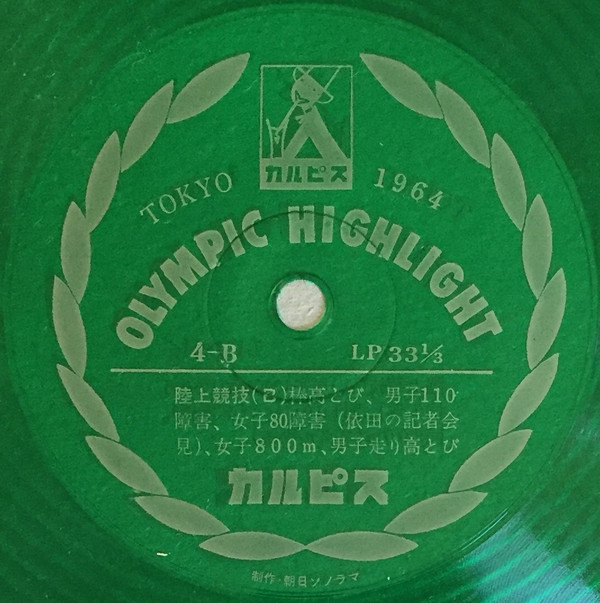 カルピス
TOKYO 1964
OLYMPIC HIGHLIGHT
4-B LP 33⅓
陸上競技(2)棒高とび、男子110
障害、女子80障害(依田の記者会
見)、女子800m、男子走り高とび
カルピス
制作・朝日ソノラマ